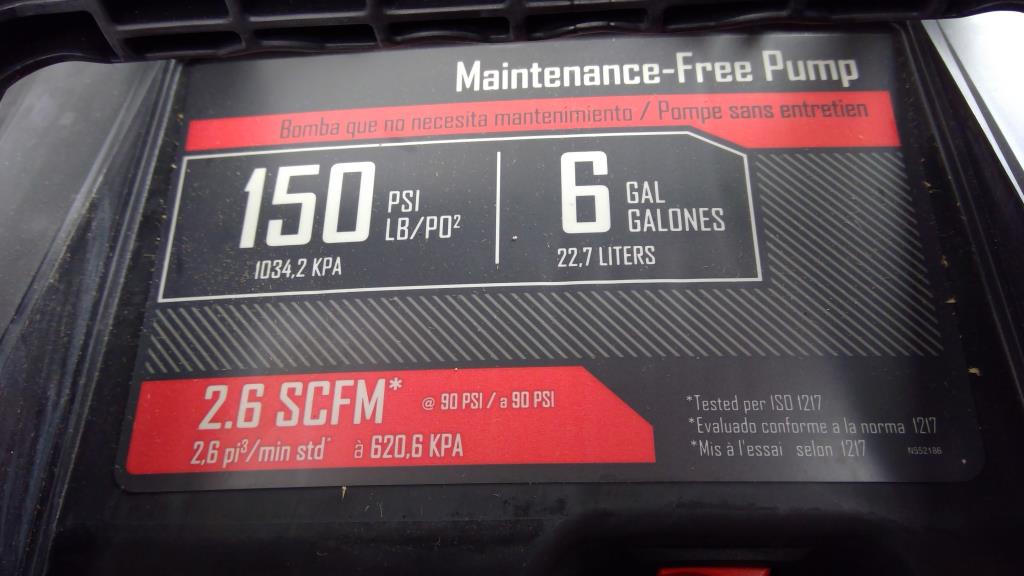 Maintenance-Free Pump
Bomba que no necesita mantenimiento / Pompe sans entretien
150 PSI
LB/PO²
1034,2 KPA
6 GAL
GALONES
22,7 LITERS
2.6 SCFM* @ 90 PSI / a 90 PSI
2,6 pi³/min std* à 620,6 KPA
*Tested per ISO 1217
*Evaluado conforme a la norma 1217
*Mis à l'essai selon 1217
N552186